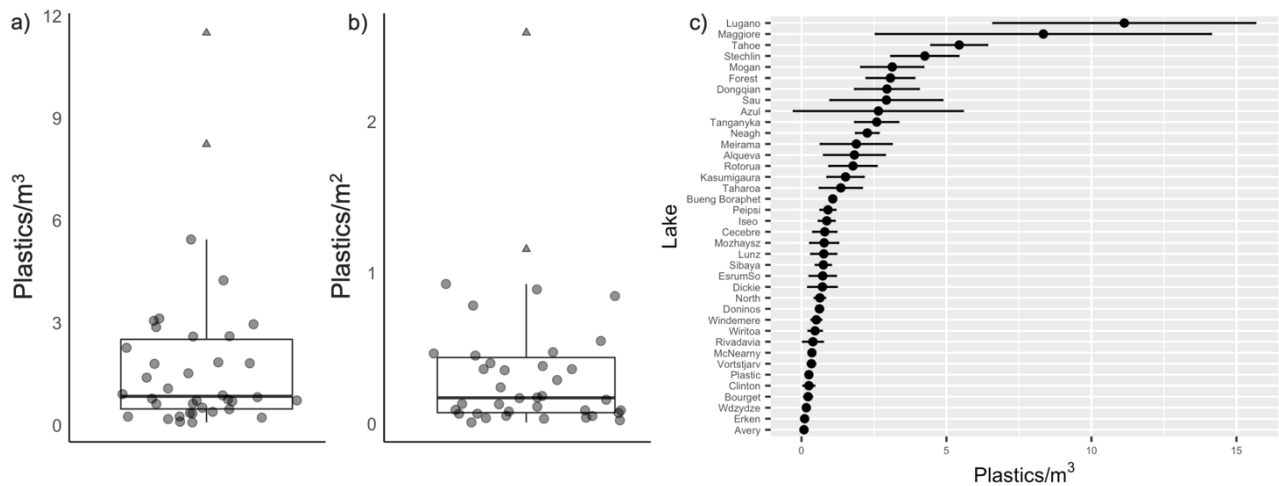 a)
12
9
6
3
0
Plastics/m³
b)
2
1
0
Plastics/m²
c)
Lugano
Maggiore
Tahoe
Stechlin
Mogan
Forest
Dongqian
Sau
Azul
Tanganyka
Neagh
Meirama
Alqueva
Rotorua
Kasumigaura
Taharoa
Bueng Boraphet
Peipsi
Iseo
Cecebre
Mozhaysz
Lunz
Sibaya
EsrumSo
Dickie
North
Doninos
Windemere
Wiritoa
Rivadavia
McNearny
Vortstjarv
Plastic
Clinton
Bourget
Wdzydze
Erken
Avery
Lake
0 5 10 15
Plastics/m³